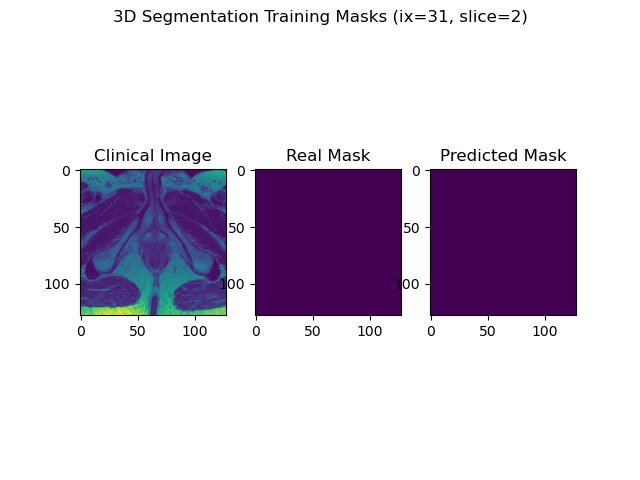 3D Segmentation Training Masks (ix=31, slice=2)
Clinical Image Real Mask Predicted Mask
0 0 0
50 50 50
100 100 100
0 50 100 0 50 100 0 50 100